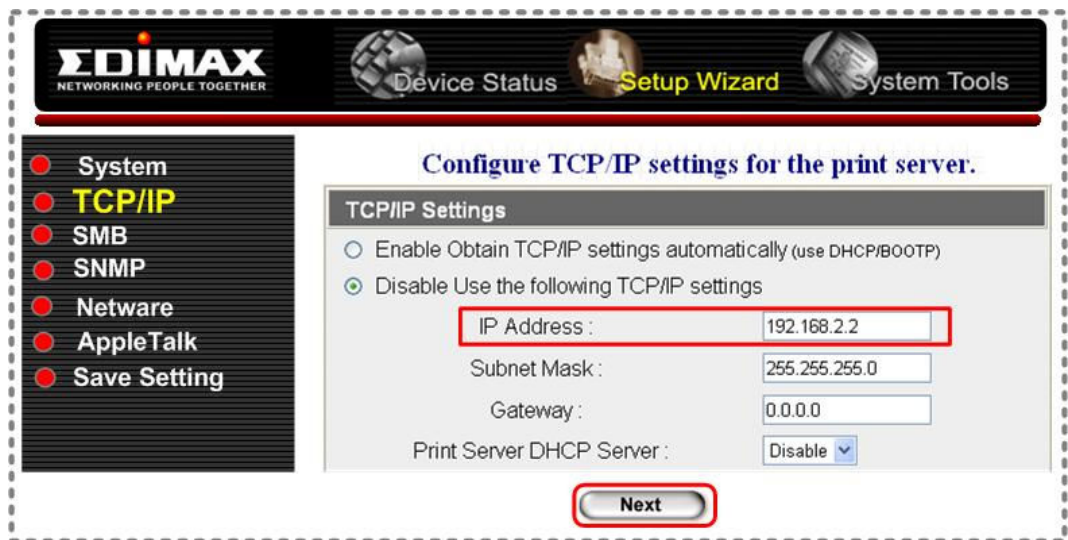 EDIMAX
NETWORKING PEOPLE TOGETHER
Device Status
Setup Wizard
System Tools
System
TCP/IP
SMB
SNMP
Netware
AppleTalk
Save Setting
Configure TCP/IP settings for the print server.
TCP/IP Settings
Enable Obtain TCP/IP settings automatically (use DHCP/BOOTP)
Disable Use the following TCP/IP settings
IP Address : 192.168.2.2
Subnet Mask : 255.255.255.0
Gateway : 0.0.0.0
Print Server DHCP Server : Disable
Next